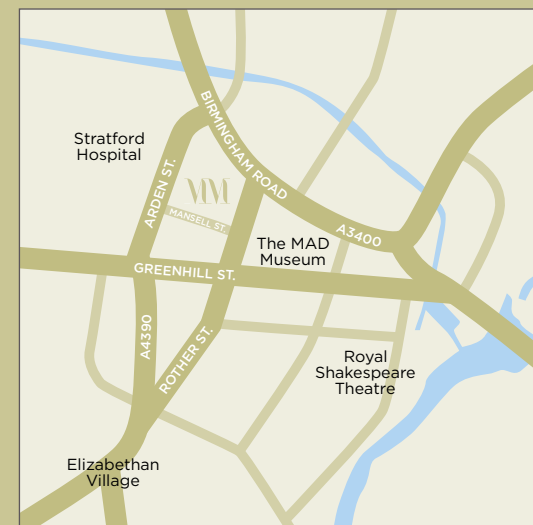 BIRMINGHAM ROAD
Stratford
Hospital
ARDEN ST.
MM
MANSELL ST.
A3400
The MAD
Museum
GREENHILL ST.
A4390
ROTHER ST.
Royal
Shakespeare
Theatre
Elizabethan
Village